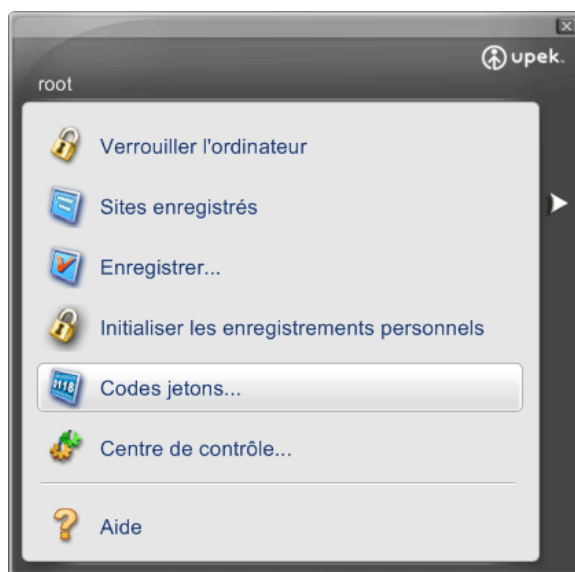 upek.
root
Verrouiller l'ordinateur
Sites enregistrés
Enregistrer...
Initialiser les enregistrements personnels
Codes jetons...
Centre de contrôle...
Aide